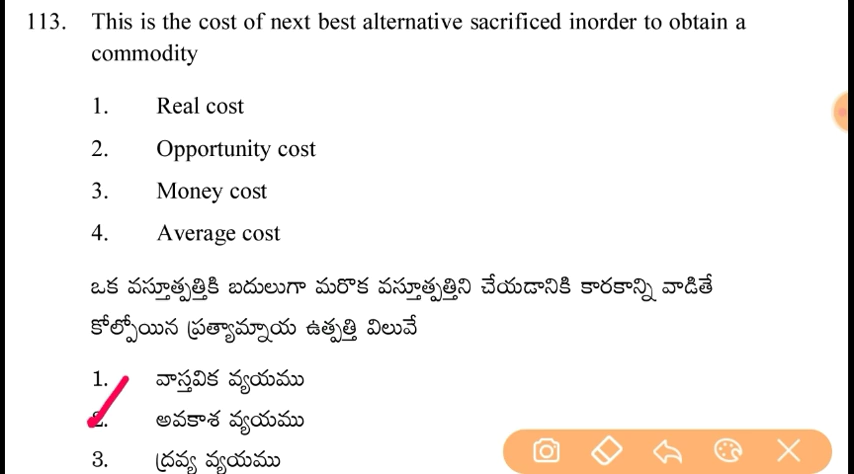 113. This is the cost of next best alternative sacrificed inorder to obtain a
commodity
1. Real cost
2. Opportunity cost
3. Money cost
4. Average cost
ఒక వస్తూత్పత్తికి బదులుగా మరొక వస్తూత్పత్తిని చేయడానికి కారకాన్ని వాడితే
కోల్పోయిన ప్రత్యామ్నాయ ఉత్పత్తి విలువే
1. వాస్తవిక వ్యయము
2. అవకాశ వ్యయము
3. ద్రవ్య వ్యయము